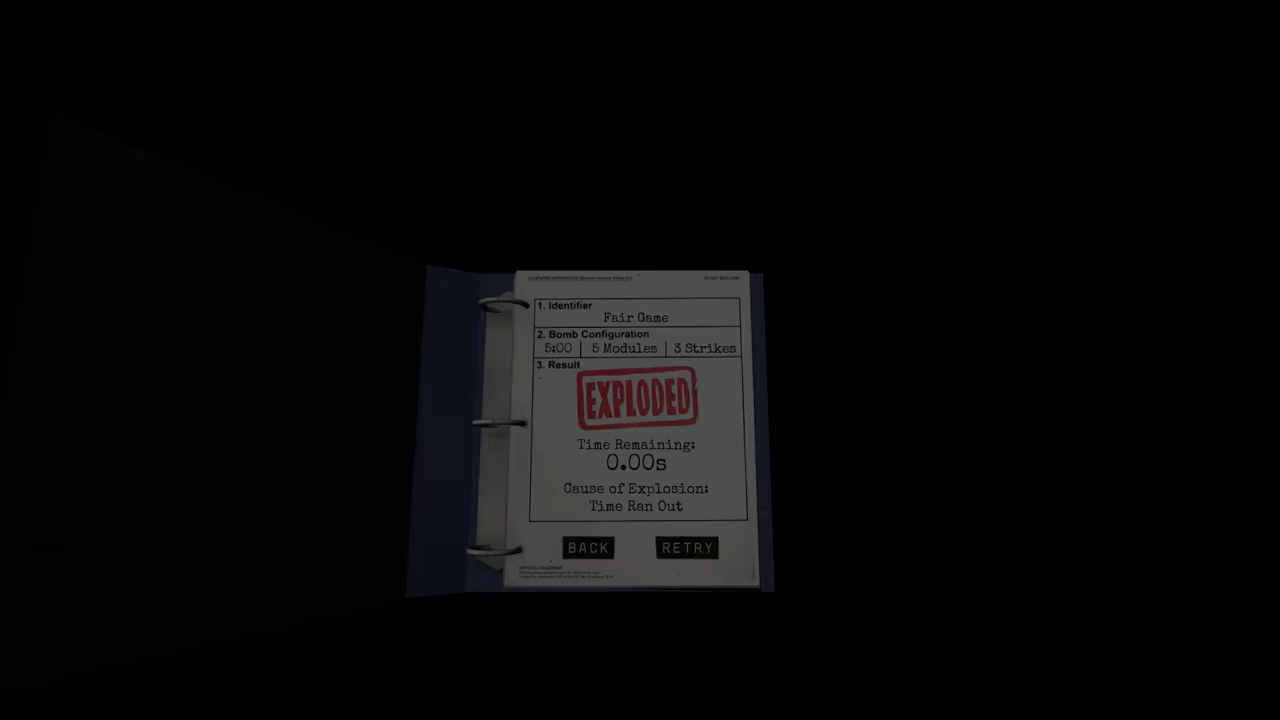 1. Identifier
Fair Game
2. Bomb Configuration
5:00 | 5 Modules | 3 Strikes
3. Result
EXPLODED
Time Remaining:
0.00s
Cause of Explosion:
Time Ran Out
BACK RETRY